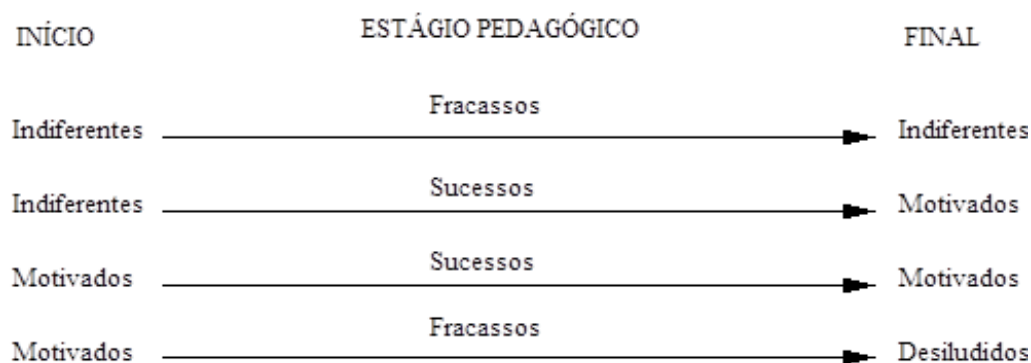 INÍCIO ESTÁGIO PEDAGÓGICO FINAL
Fracassos
Indiferentes Indiferentes
Sucessos
Indiferentes Motivados
Sucessos
Motivados Motivados
Fracassos
Motivados Desiludidos